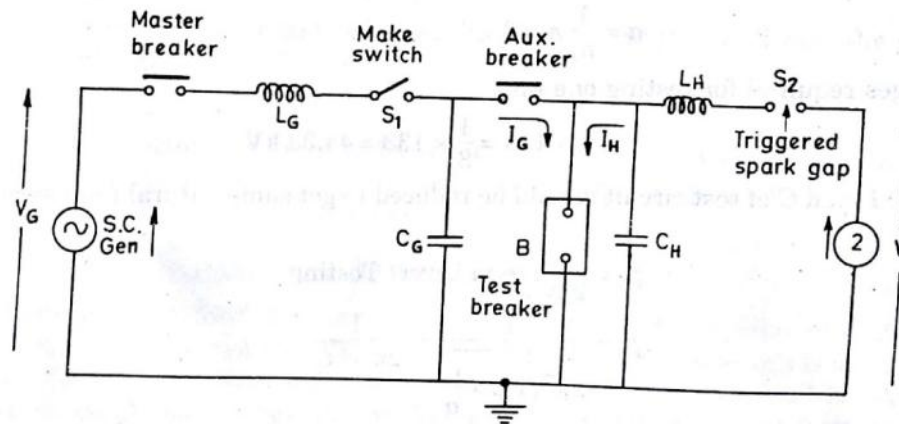 Master
breaker
Make
switch
Aux.
breaker
L_G
S_1
I_G
I_H
L_H
S_2
Triggered
spark gap
V_G
S.C.
Gen
C_G
B
Test
breaker
C_H
2
V